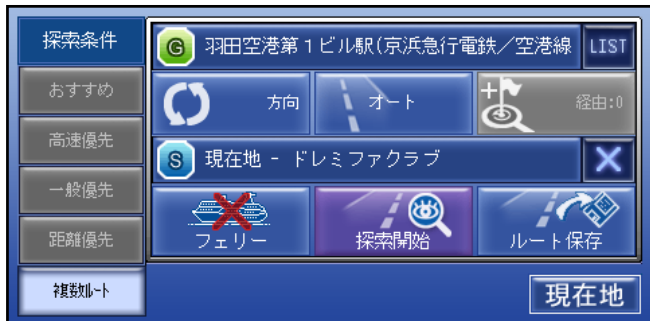 探索条件
おすすめ
高速優先
一般優先
距離優先
複数ルート
G 羽田空港第1ビル駅(京浜急行電鉄/空港線 LIST
方向 オート 経由:0
S 現在地 - ドレミファクラブ
フェリー 探索開始 ルート保存
現在地